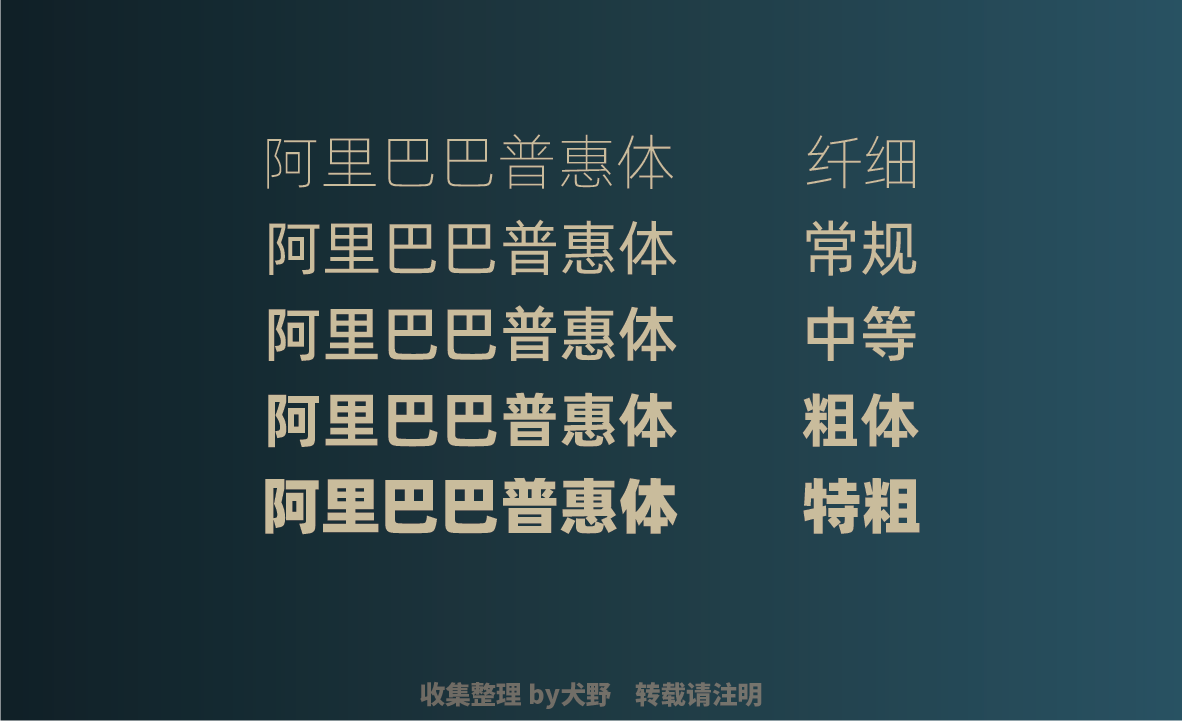 阿里巴巴普惠体 纤细
阿里巴巴普惠体 常规
阿里巴巴普惠体 中等
阿里巴巴普惠体 粗体
阿里巴巴普惠体 特粗
收集整理 by犬野 转载请注明